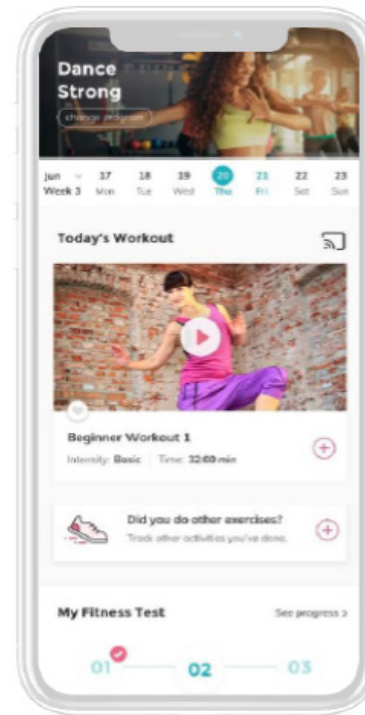 Dance
Strong
change program
Jun 17 18 19 20 21 22 23
Week 3 Mon Tue Wed Thu Fri Sat Sun
Today's Workout
Beginner Workout 1
Intensity: Basic Time: 32:00 min
Did you do other exercises?
Track other activities you've done.
My Fitness Test
See progress >
01 02 03